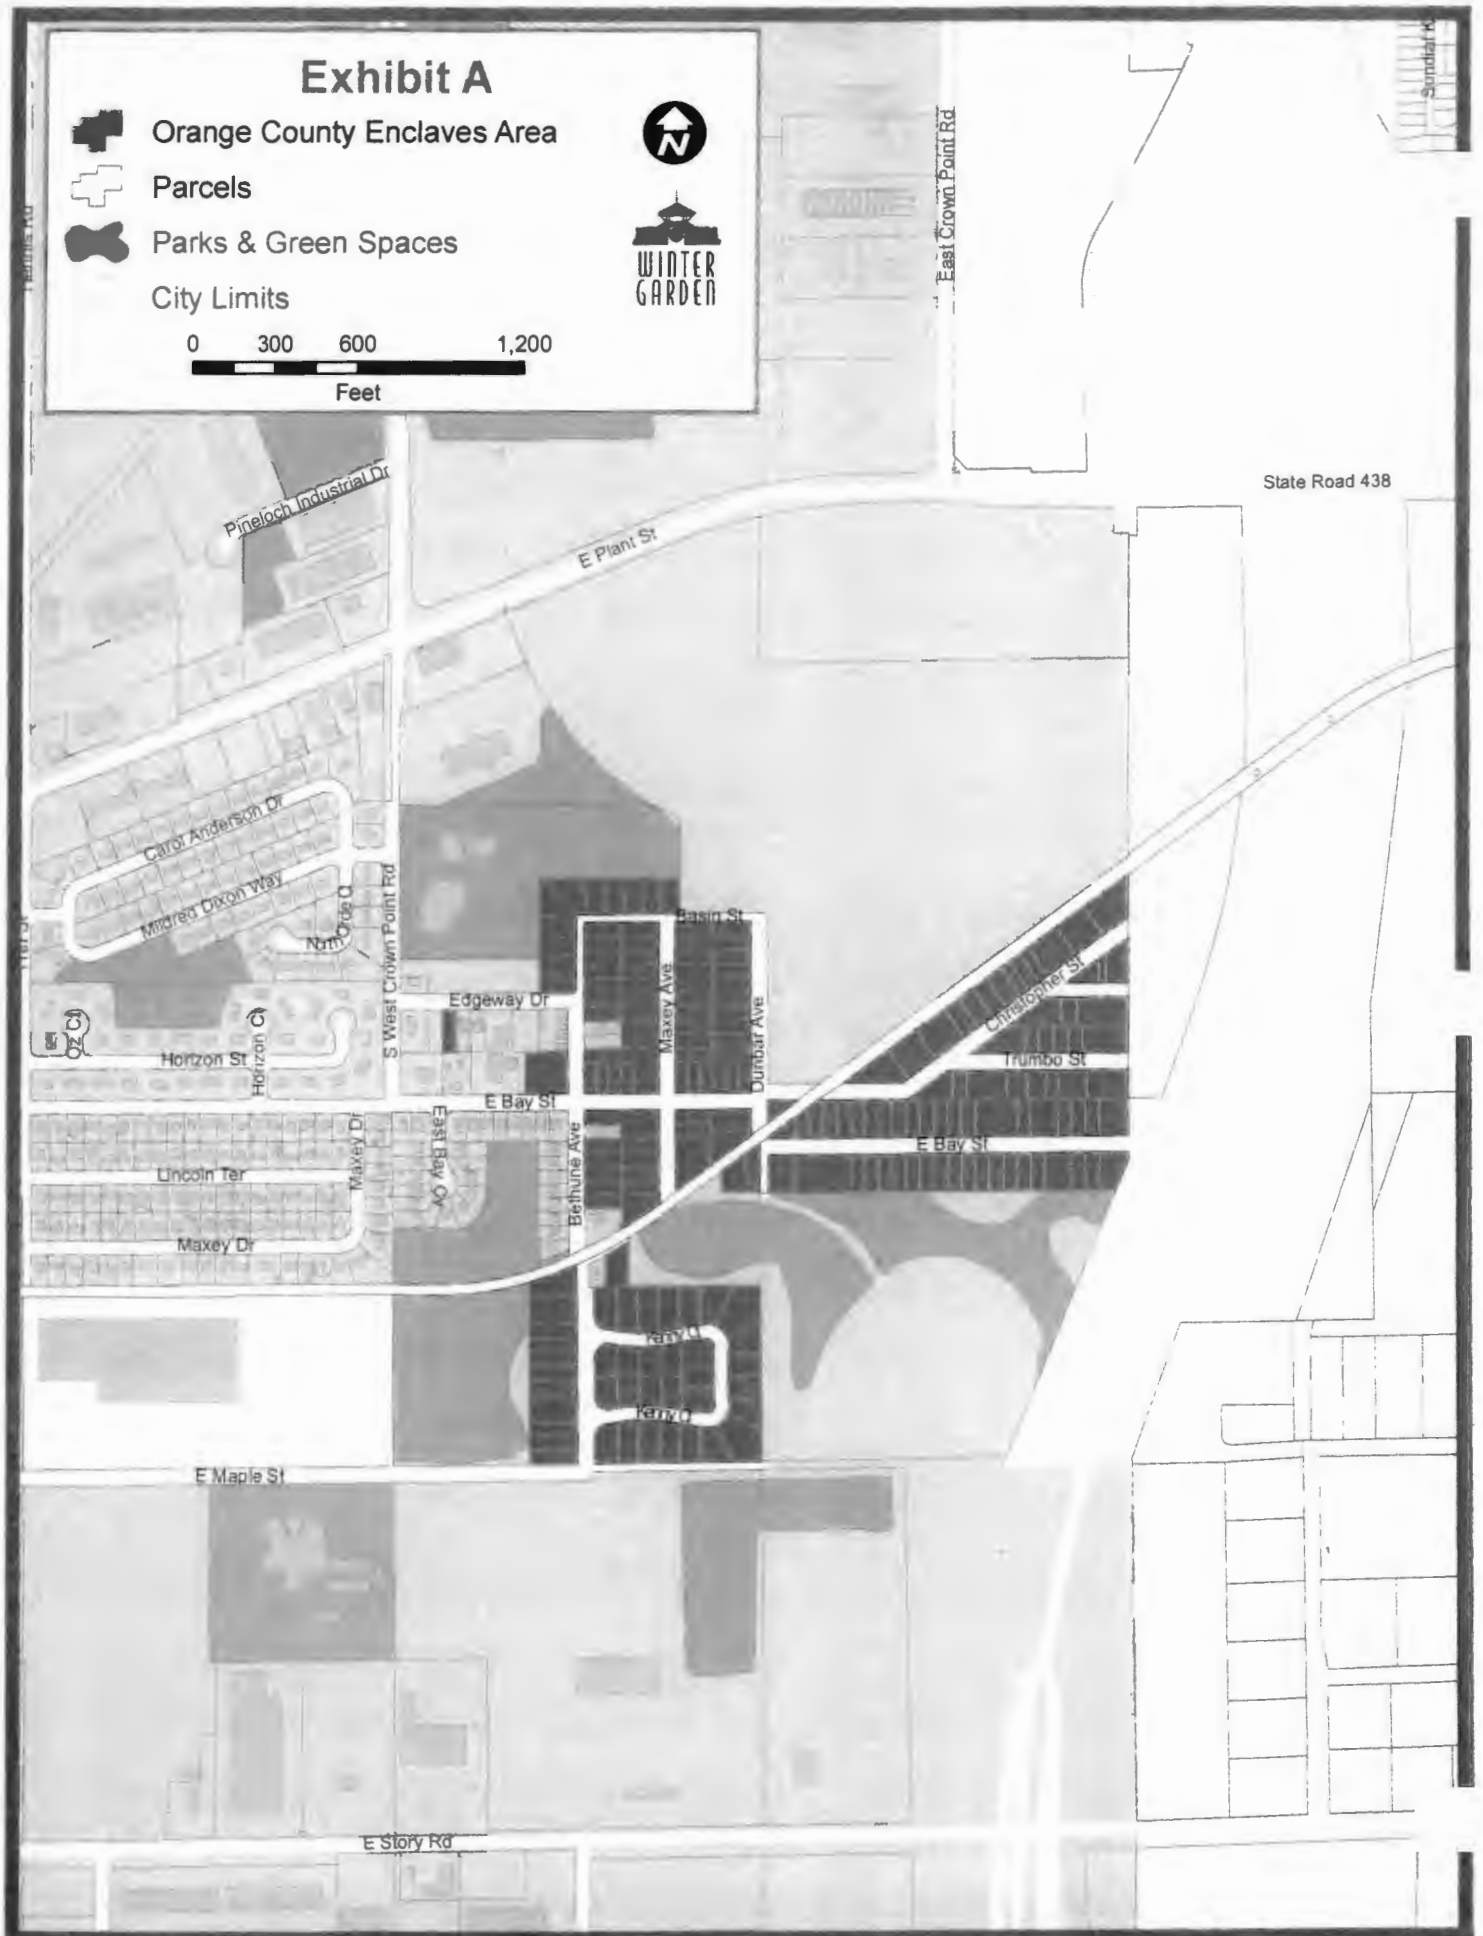 Exhibit A
Orange County Enclaves Area
Parcels
Parks & Green Spaces
City Limits
0 300 600 1,200
Feet
N
WINTER
GARDEN
East Crown Point Rd
State Road 438
Pineloch Industrial Dr
E Plant St
Carol Anderson Dr
Mildred Dixon Way
S West Crown Point Rd
Basin St
Maxey Ave
Dunbar Ave
Edgeway Dr
Christopher St
Trumbo St
Oz Ct
Horizon St
Horizon Ct
E Bay St
E Bay St
East Bay Cv
Maxey Dr
Lincoln Ter
Bethune Ave
Maxey Dr
E Maple St
E Story Rd